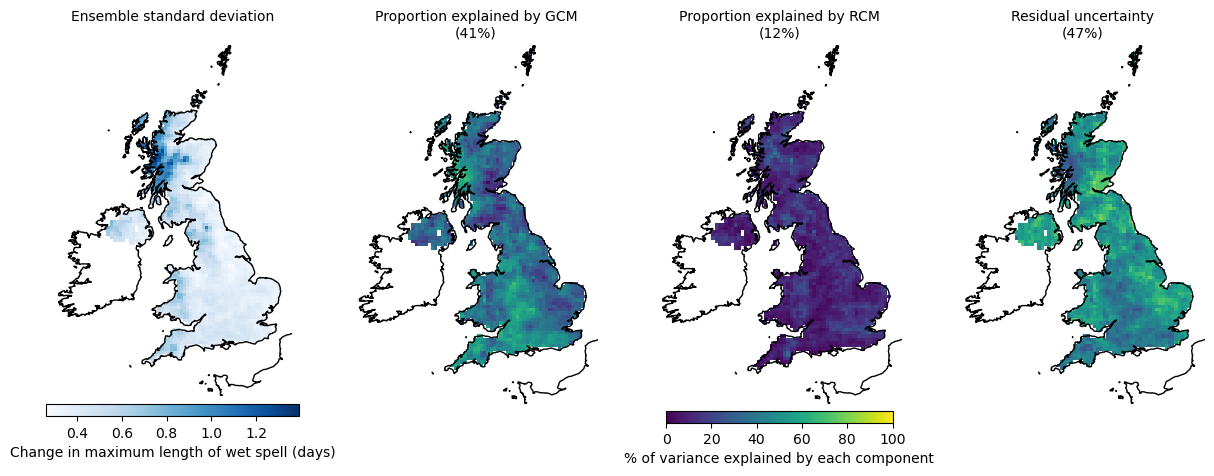 Ensemble standard deviation
Proportion explained by GCM
(41%)
Proportion explained by RCM
(12%)
Residual uncertainty
(47%)
0.4 0.6 0.8 1.0 1.2
Change in maximum length of wet spell (days)
0 20 40 60 80 100
% of variance explained by each component